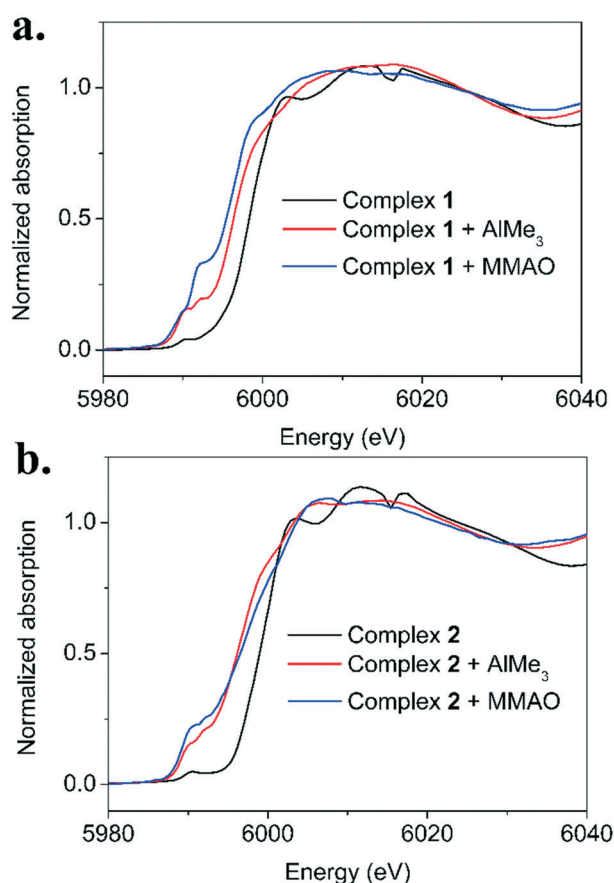 a.
Normalized absorption
1.0
0.5
0.0
Complex 1
Complex 1 + AlMe₃
Complex 1 + MMAO
5980 6000 6020 6040
Energy (eV)
b.
Normalized absorption
1.0
0.5
0.0
Complex 2
Complex 2 + AlMe₃
Complex 2 + MMAO
5980 6000 6020 6040
Energy (eV)